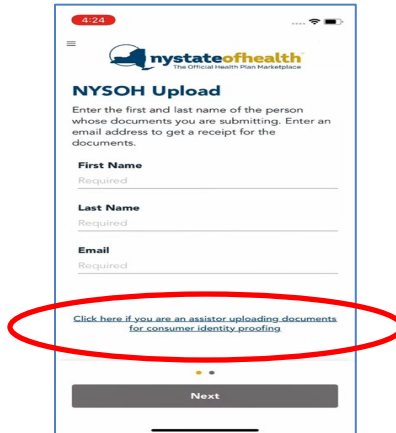 4:24
nystateofhealth
The Official Health Plan Marketplace
NYSOH Upload
Enter the first and last name of the person
whose documents you are submitting. Enter an
email address to get a receipt for the
documents.
First Name
Required
Last Name
Required
Email
Required
Click here if you are an assistor uploading documents
for consumer identity proofing
Next